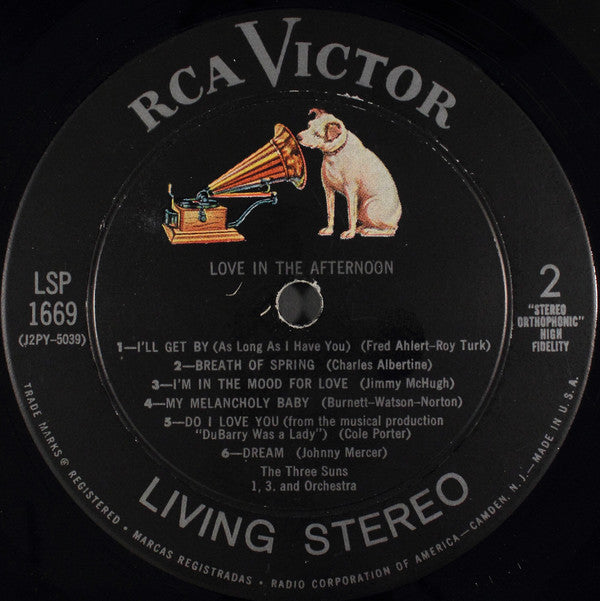 RCA VICTOR
LOVE IN THE AFTERNOON
LSP
1669
(J2PY-5039)
2
"STEREO
ORTHOPHONIC"
HIGH
FIDELITY
1—I'LL GET BY (As Long As I Have You) (Fred Ahlert-Roy Turk)
2—BREATH OF SPRING (Charles Albertine)
3—I'M IN THE MOOD FOR LOVE (Jimmy McHugh)
4—MY MELANCHOLY BABY (Burnett-Watson-Norton)
5—DO I LOVE YOU (from the musical production
"DuBarry Was a Lady") (Cole Porter)
6—DREAM (Johnny Mercer)
The Three Suns
1, 3. and Orchestra
LIVING STEREO
TRADE MARKS ® REGISTERED • MARCAS REGISTRADAS • RADIO CORPORATION OF AMERICA—CAMDEN, N. J.—MADE IN U.S.A.